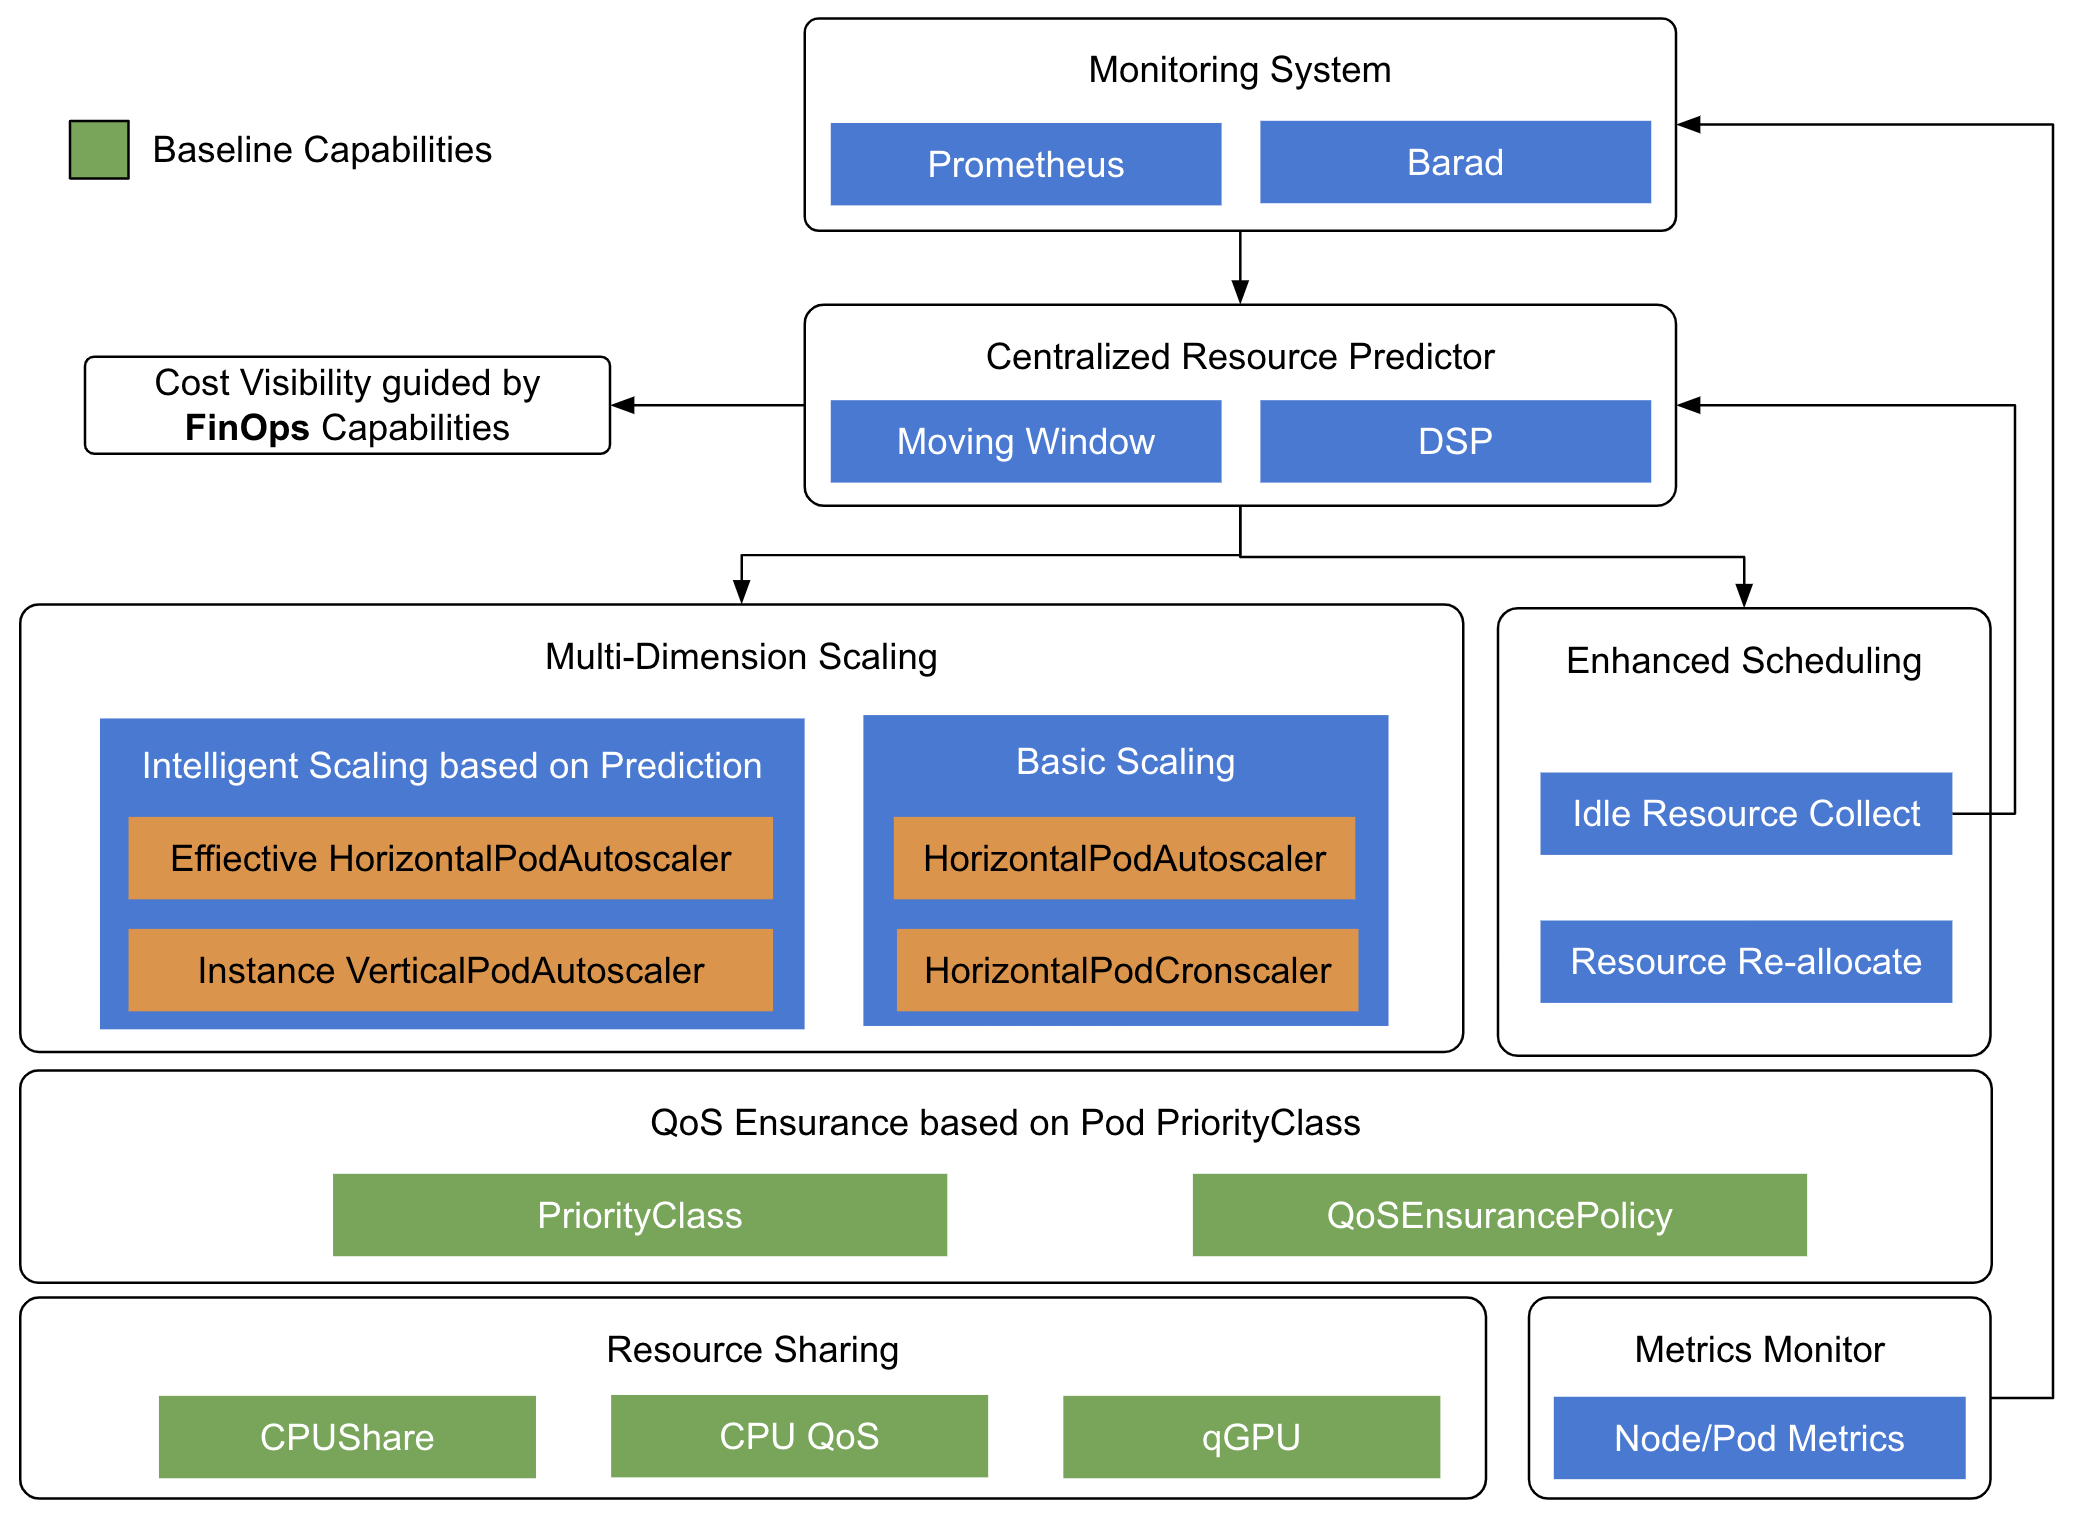 Monitoring System
Prometheus
Barad
Baseline Capabilities
Centralized Resource Predictor
Moving Window
DSP
Cost Visibility guided by
FinOps Capabilities
Multi-Dimension Scaling
Intelligent Scaling based on Prediction
Effiective HorizontalPodAutoscaler
Instance VerticalPodAutoscaler
Basic Scaling
HorizontalPodAutoscaler
HorizontalPodCronscaler
Enhanced Scheduling
Idle Resource Collect
Resource Re-allocate
QoS Ensurance based on Pod PriorityClass
PriorityClass
QoSEnsurancePolicy
Resource Sharing
CPUShare
CPU QoS
qGPU
Metrics Monitor
Node/Pod Metrics